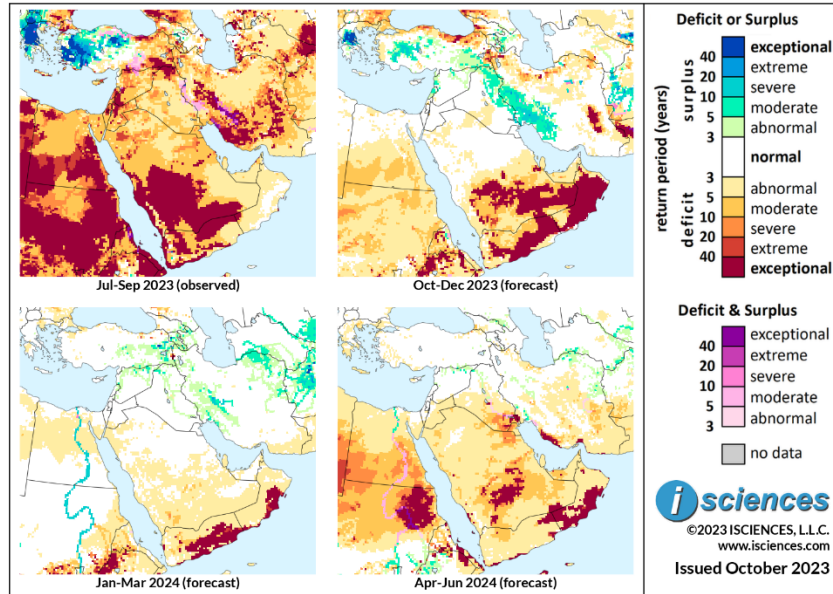 Jul-Sep 2023 (observed)
Oct-Dec 2023 (forecast)
Jan-Mar 2024 (forecast)
Apr-Jun 2024 (forecast)
Deficit or Surplus
return period (years)
surplus
deficit
40
20
10
5
3
3
5
10
20
40
exceptional
extreme
severe
moderate
abnormal
normal
abnormal
moderate
severe
extreme
exceptional
Deficit & Surplus
40
20
10
5
3
exceptional
extreme
severe
moderate
abnormal
no data
i sciences
©2023 ISCIENCES, L.L.C.
www.isciences.com
Issued October 2023